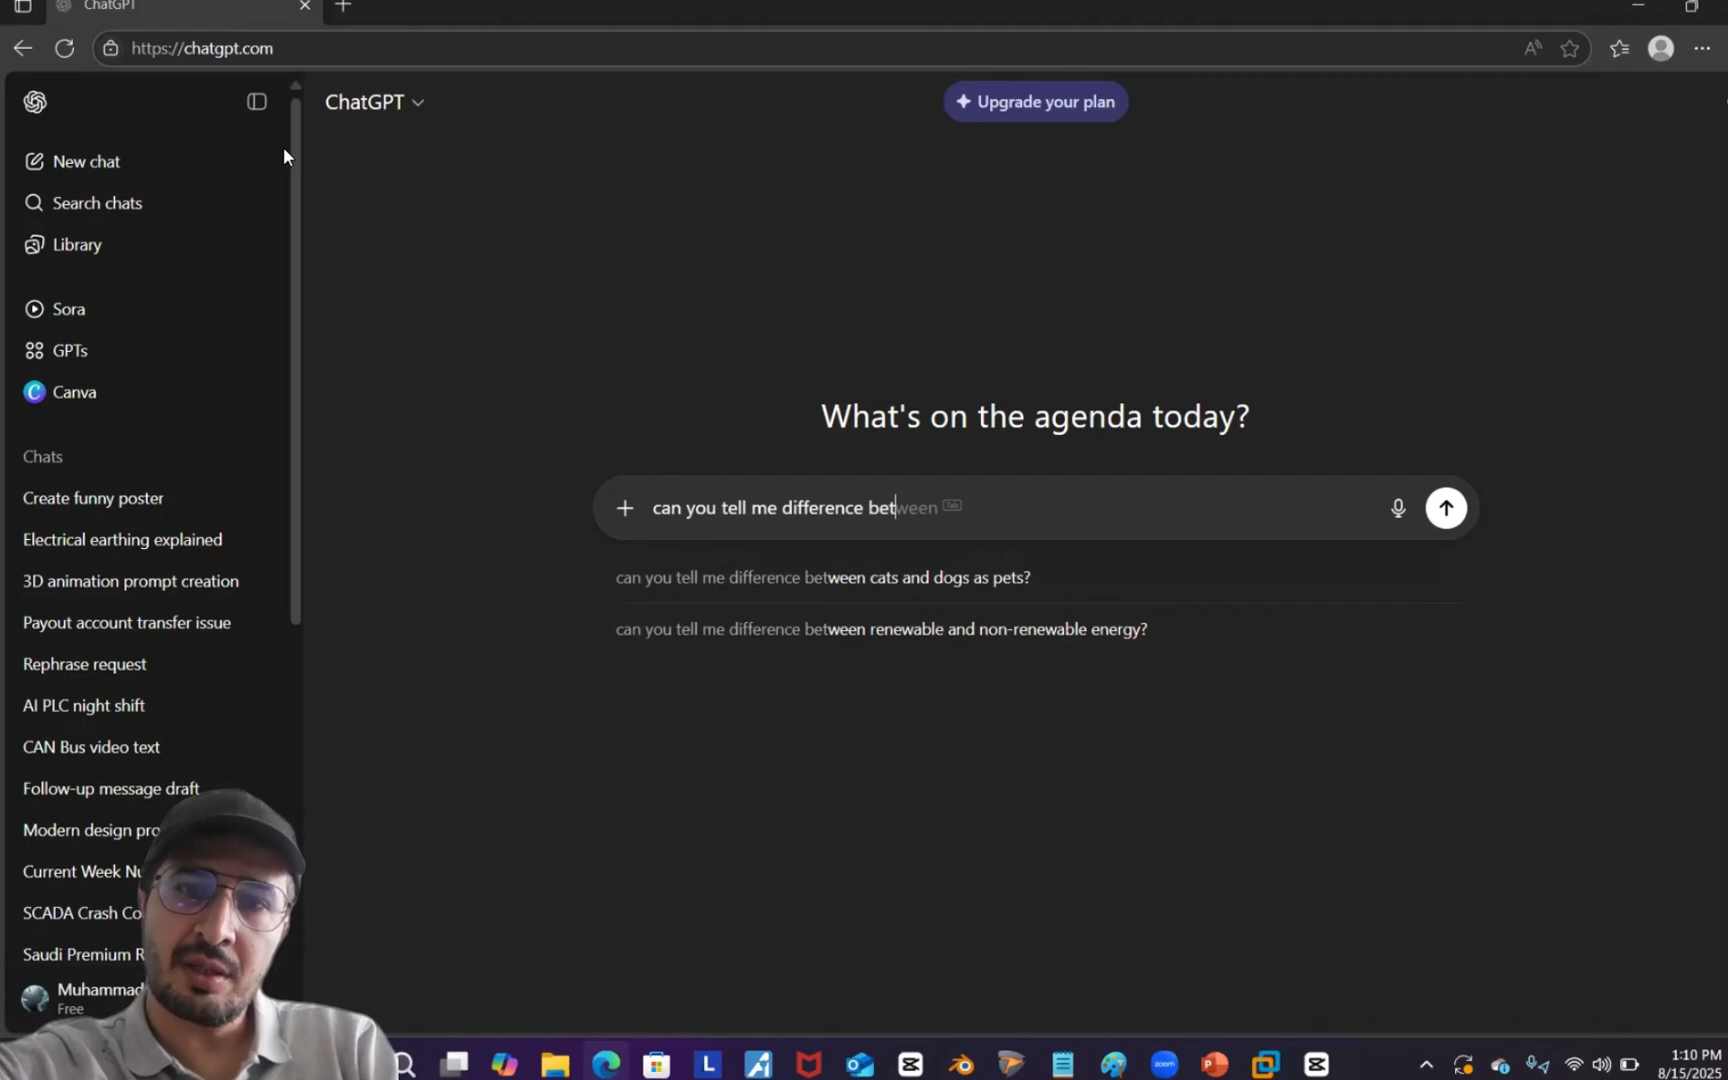 ChatGPT
https://chatgpt.com
ChatGPT
Upgrade your plan
New chat
Search chats
Library
Sora
GPTs
Canva
Chats
Create funny poster
Electrical earthing explained
3D animation prompt creation
Payout account transfer issue
Rephrase request
AI PLC night shift
CAN Bus video text
Follow-up message draft
Modern design pro
Current Week Nu
SCADA Crash Co
Saudi Premium R
Muhammad
Free
What's on the agenda today?
can you tell me difference between Tab
can you tell me difference between cats and dogs as pets?
can you tell me difference between renewable and non-renewable energy?
L
zoom
1:10 PM
8/15/2025